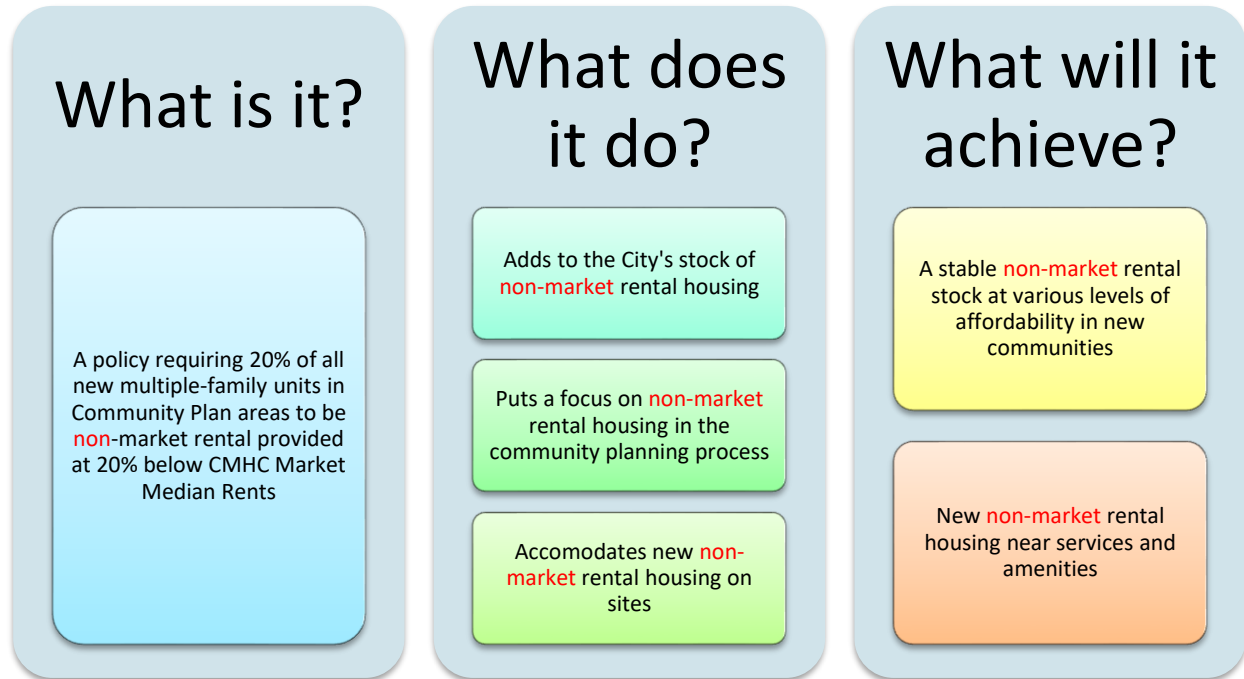 What is it?
A policy requiring 20% of all
new multiple-family units in
Community Plan areas to be
non-market rental provided
at 20% below CMHC Market
Median Rents
What does
it do?
Adds to the City's stock of
non-market rental housing
Puts a focus on non-market
rental housing in the
community planning process
Accomodates new non-
market rental housing on
sites
What will it
achieve?
A stable non-market rental
stock at various levels of
affordability in new
communities
New non-market rental
housing near services and
amenities